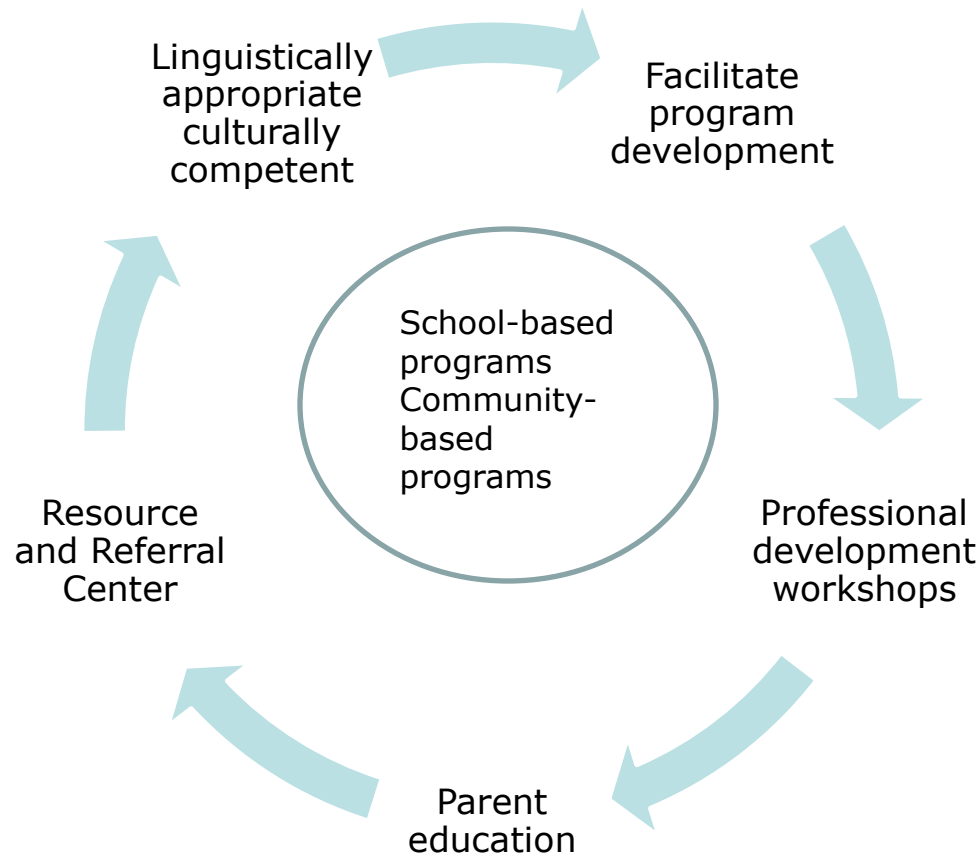 Linguistically
appropriate
culturally
competent
Facilitate
program
development
School-based
programs
Community-
based
programs
Professional
development
workshops
Parent
education
Resource
and Referral
Center